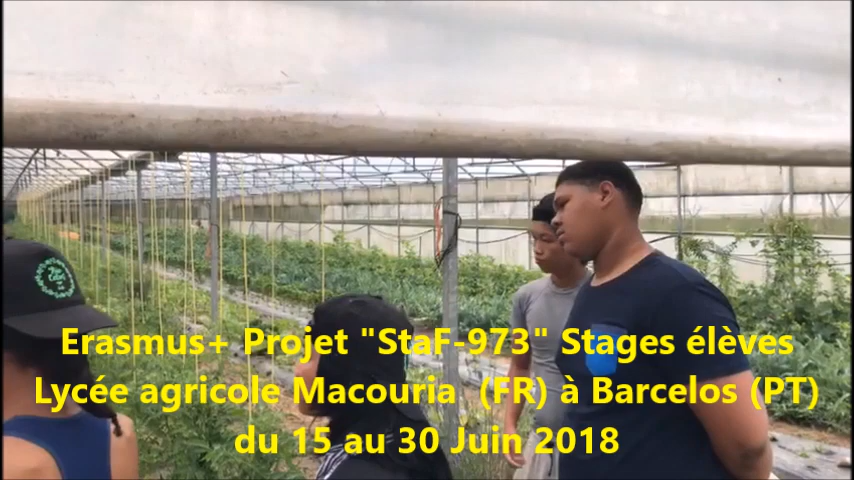 Erasmus+ Projet "StaF-973" Stages élèves
Lycée agricole Macouria (FR) à Barcelos (PT)
du 15 au 30 Juin 2018